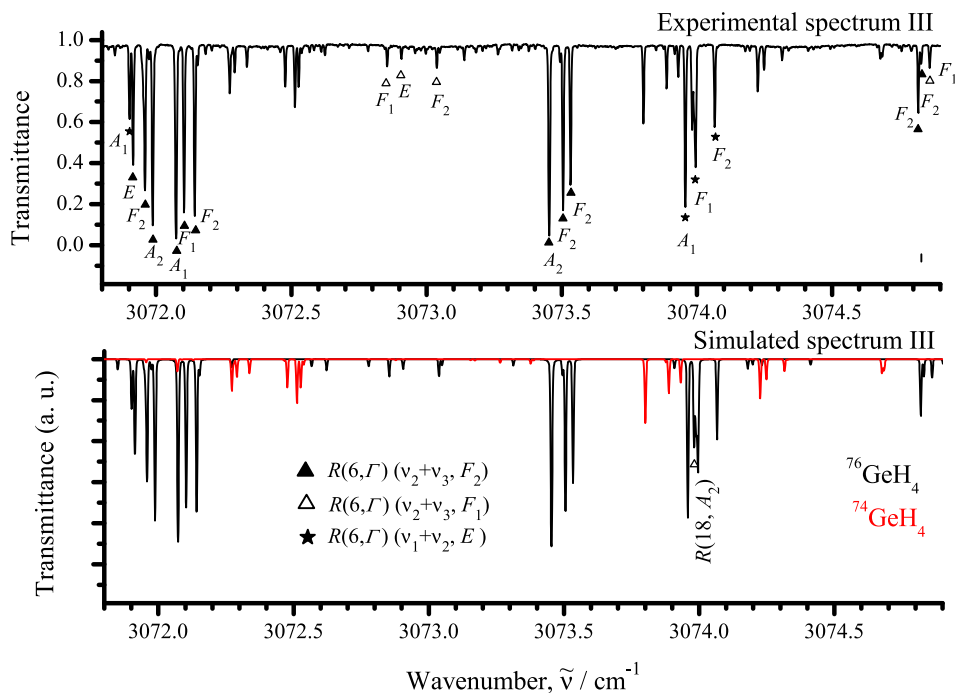 Experimental spectrum III
Transmittance
1.0
0.8
0.6
0.4
0.2
0.0
A₁
E
F₂
A₂
A₁
F₁
F₂
F₁
E
F₂
A₂
F₂
F₂
A₁
F₁
F₂
F₂
F₂
F₁
3072.0 3072.5 3073.0 3073.5 3074.0 3074.5
Simulated spectrum III
Transmittance (a. u.)
▲ R(6,Γ) (ν₂+ν₃, F₂)
△ R(6,Γ) (ν₂+ν₃, F₁)
★ R(6,Γ) (ν₁+ν₂, E )
R(18, A₂)
⁷⁶GeH₄
⁷⁴GeH₄
3072.0 3072.5 3073.0 3073.5 3074.0 3074.5
Wavenumber, ν̃ / cm⁻¹